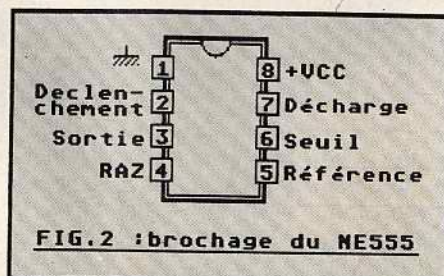 1
8 +VCC
Declen-
chement 2
7 Décharge
Sortie 3
6 Seuil
RAZ 4
5 Référence
FIG.2 :brochage du NE555